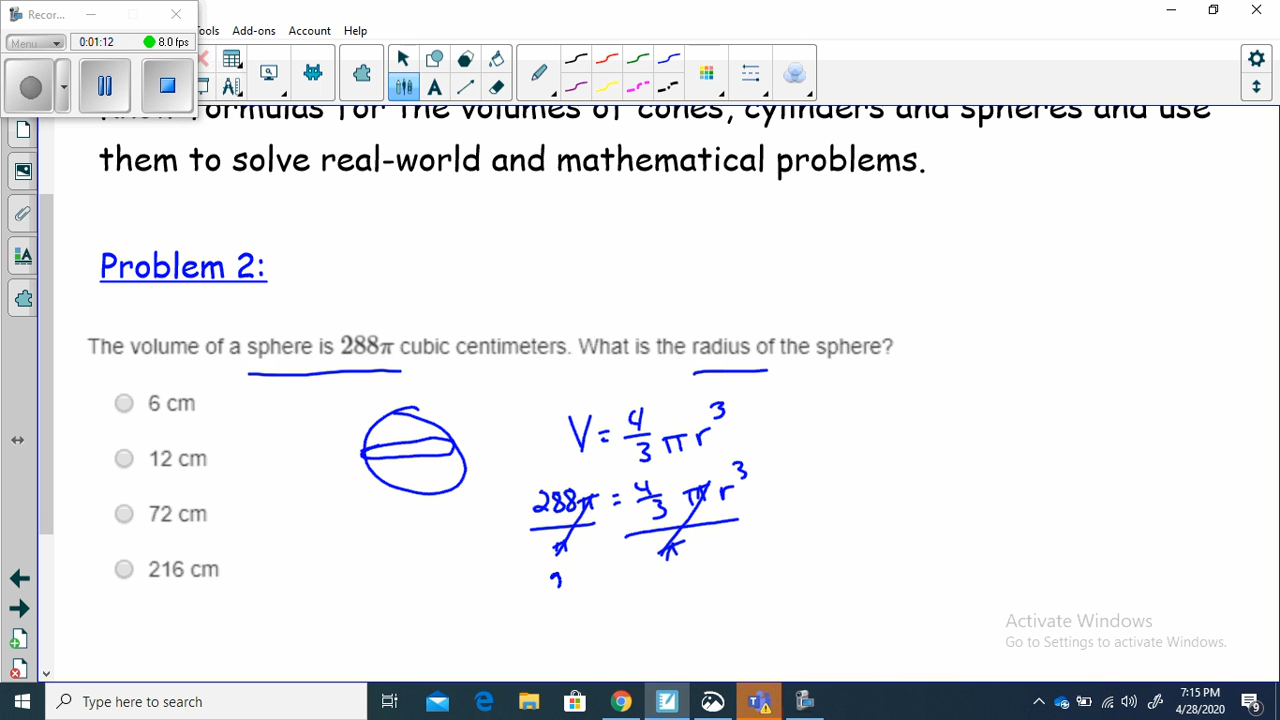 Recor...
Menu
0:01:12
8.0 fps
Tools Add-ons Account Help
Know formulas for the volumes of cones, cylinders and spheres and use
them to solve real-world and mathematical problems.
Problem 2:
The volume of a sphere is 288π cubic centimeters. What is the radius of the sphere?
6 cm
12 cm
72 cm
216 cm
V = 4/3 π r³
288π = 4/3 π r³
π π
Activate Windows
Go to Settings to activate Windows.
Type here to search
7:15 PM
4/28/2020
9